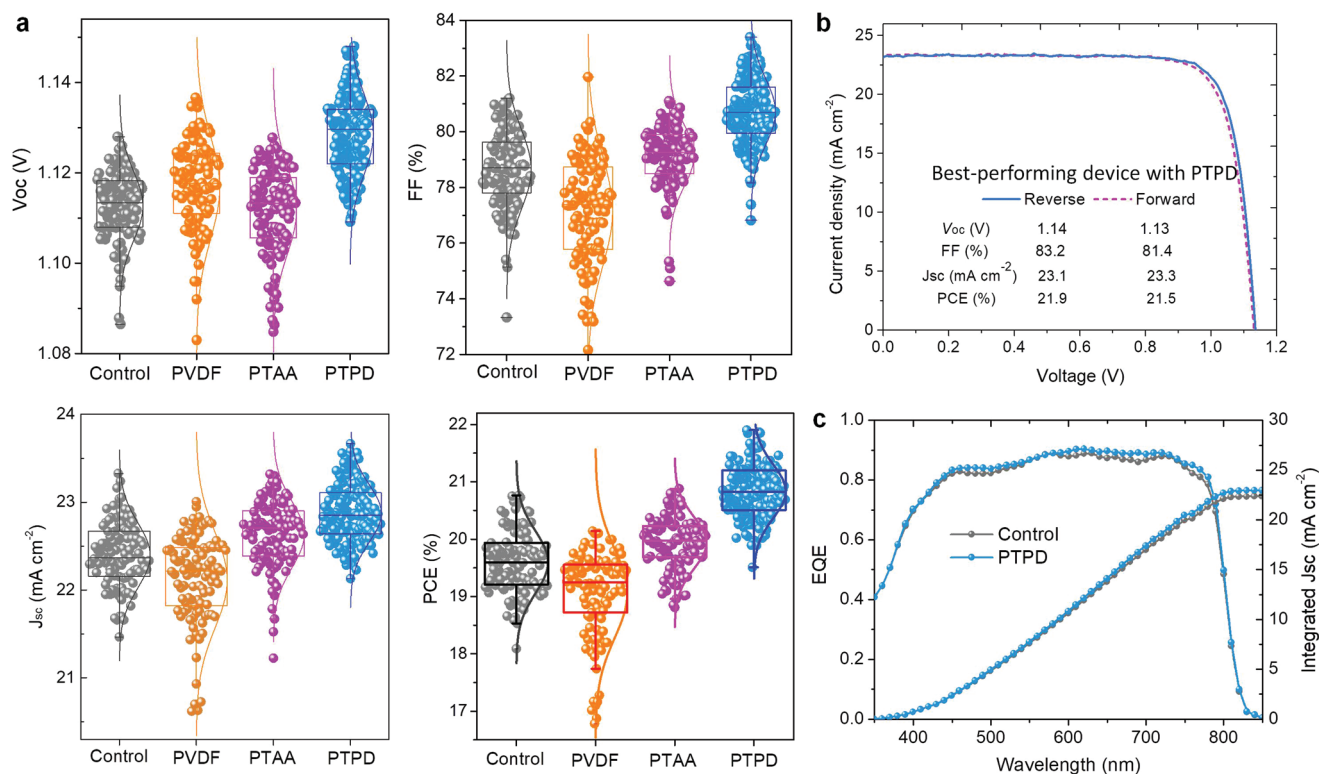 a
1.14
1.12
1.10
1.08
Voc (V)
Control PVDF PTAA PTPD
82
80
78
76
74
72
FF (%)
Control PVDF PTAA PTPD
b
25
20
15
10
5
0
Current density (mA cm-2)
Best-performing device with PTPD
Reverse Forward
Voc (V) 1.14 1.13
FF (%) 83.2 81.4
Jsc (mA cm-2) 23.1 23.3
PCE (%) 21.9 21.5
0.0 0.2 0.4 0.6 0.8 1.0 1.2
Voltage (V)
24
23
22
21
Jsc (mA cm-2)
Control PVDF PTAA PTPD
22
21
20
19
18
17
PCE (%)
Control PVDF PTAA PTPD
c
1.0
0.8
0.6
0.4
0.2
0.0
EQE
Control
PTPD
30
25
20
15
10
5
0
Integrated Jsc (mA cm-2)
400 500 600 700 800
Wavelength (nm)